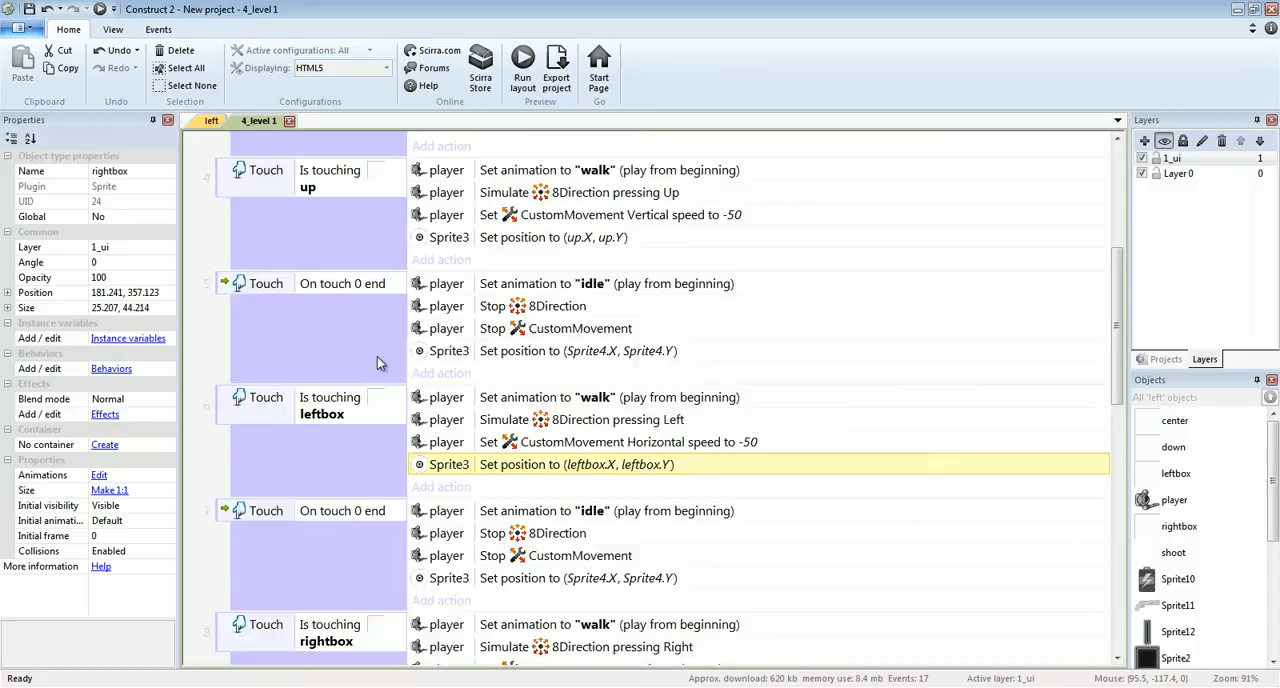 Construct 2 - New project - 4_level 1
Home View Events
Paste Cut Copy Undo Redo Delete Select All Select None
Active configurations: All
Displaying: HTML5
Scirra.com Forums Help Scirra Store Run layout Export project Start Page
Clipboard Undo Selection Configurations Online Preview Go
Properties
Object type properties
Name rightbox
Plugin Sprite
UID 24
Global No
Common
Layer 1_ui
Angle 0
Opacity 100
Position 181.241, 357.123
Size 25.207, 44.214
Instance variables
Add / edit Instance variables
Behaviors
Add / edit Behaviors
Effects
Blend mode Normal
Add / edit Effects
Container
No container Create
Properties
Animations Edit
Size Make 1:1
Initial visibility Visible
Initial animati... Default
Initial frame 0
Collisions Enabled
More information Help
left 4_level 1
Add action
4 Touch Is touching up
player Set animation to "walk" (play from beginning)
player Simulate 8Direction pressing Up
player Set CustomMovement Vertical speed to -50
Sprite3 Set position to (up.X, up.Y)
Add action
5 Touch On touch 0 end
player Set animation to "idle" (play from beginning)
player Stop 8Direction
player Stop CustomMovement
Sprite3 Set position to (Sprite4.X, Sprite4.Y)
Add action
6 Touch Is touching leftbox
player Set animation to "walk" (play from beginning)
player Simulate 8Direction pressing Left
player Set CustomMovement Horizontal speed to -50
Sprite3 Set position to (leftbox.X, leftbox.Y)
Add action
7 Touch On touch 0 end
player Set animation to "idle" (play from beginning)
player Stop 8Direction
player Stop CustomMovement
Sprite3 Set position to (Sprite4.X, Sprite4.Y)
Add action
8 Touch Is touching rightbox
player Set animation to "walk" (play from beginning)
player Simulate 8Direction pressing Right
Layers
1_ui 1
Layer 0 0
Projects Layers
Objects
All 'left' objects
center
down
leftbox
player
rightbox
shoot
Sprite10
Sprite11
Sprite12
Sprite2
Ready
Approx. download: 620 kb memory use: 8.4 mb Events: 17 Active layer: 1_ui Mouse: (95.5, -117.4, 0) Zoom: 91%